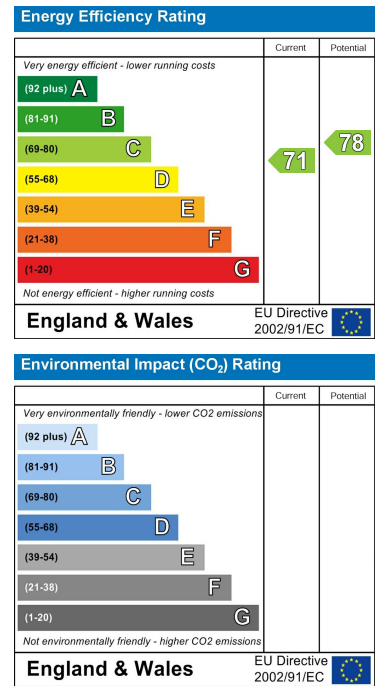 Energy Efficiency Rating
Current Potential
Very energy efficient - lower running costs
(92 plus) A
(81-91) B
(69-80) C
(55-68) D
(39-54) E
(21-38) F
(1-20) G
71
78
Not energy efficient - higher running costs
England & Wales
EU Directive
2002/91/EC
Environmental Impact (CO₂) Rating
Current Potential
Very environmentally friendly - lower CO2 emissions
(92 plus) A
(81-91) B
(69-80) C
(55-68) D
(39-54) E
(21-38) F
(1-20) G
Not environmentally friendly - higher CO2 emissions
England & Wales
EU Directive
2002/91/EC